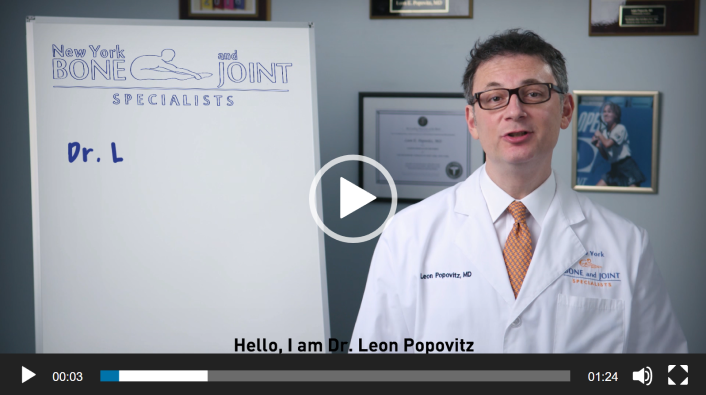 New York
BONE and JOINT
SPECIALISTS
Dr. L
Leon Popovitz, MD
New York
BONE and JOINT
SPECIALISTS
Hello, I am Dr. Leon Popovitz
00:03
01:24